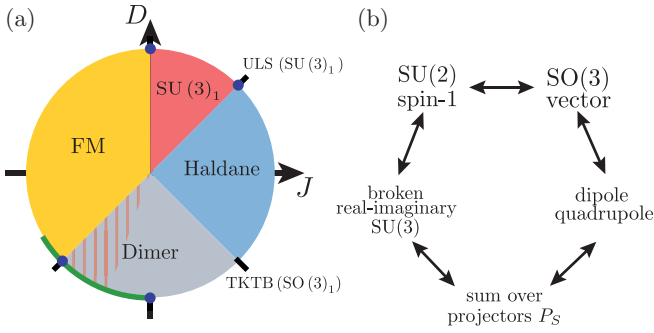 (a)
D
ULS (SU(3)₁)
SU(3)₁
FM
Haldane
J
Dimer
TKTB (SO(3)₁)
(b)
SU(2)
spin-1
SO(3)
vector
broken
real-imaginary
SU(3)
dipole
quadrupole
sum over
projectors P_S